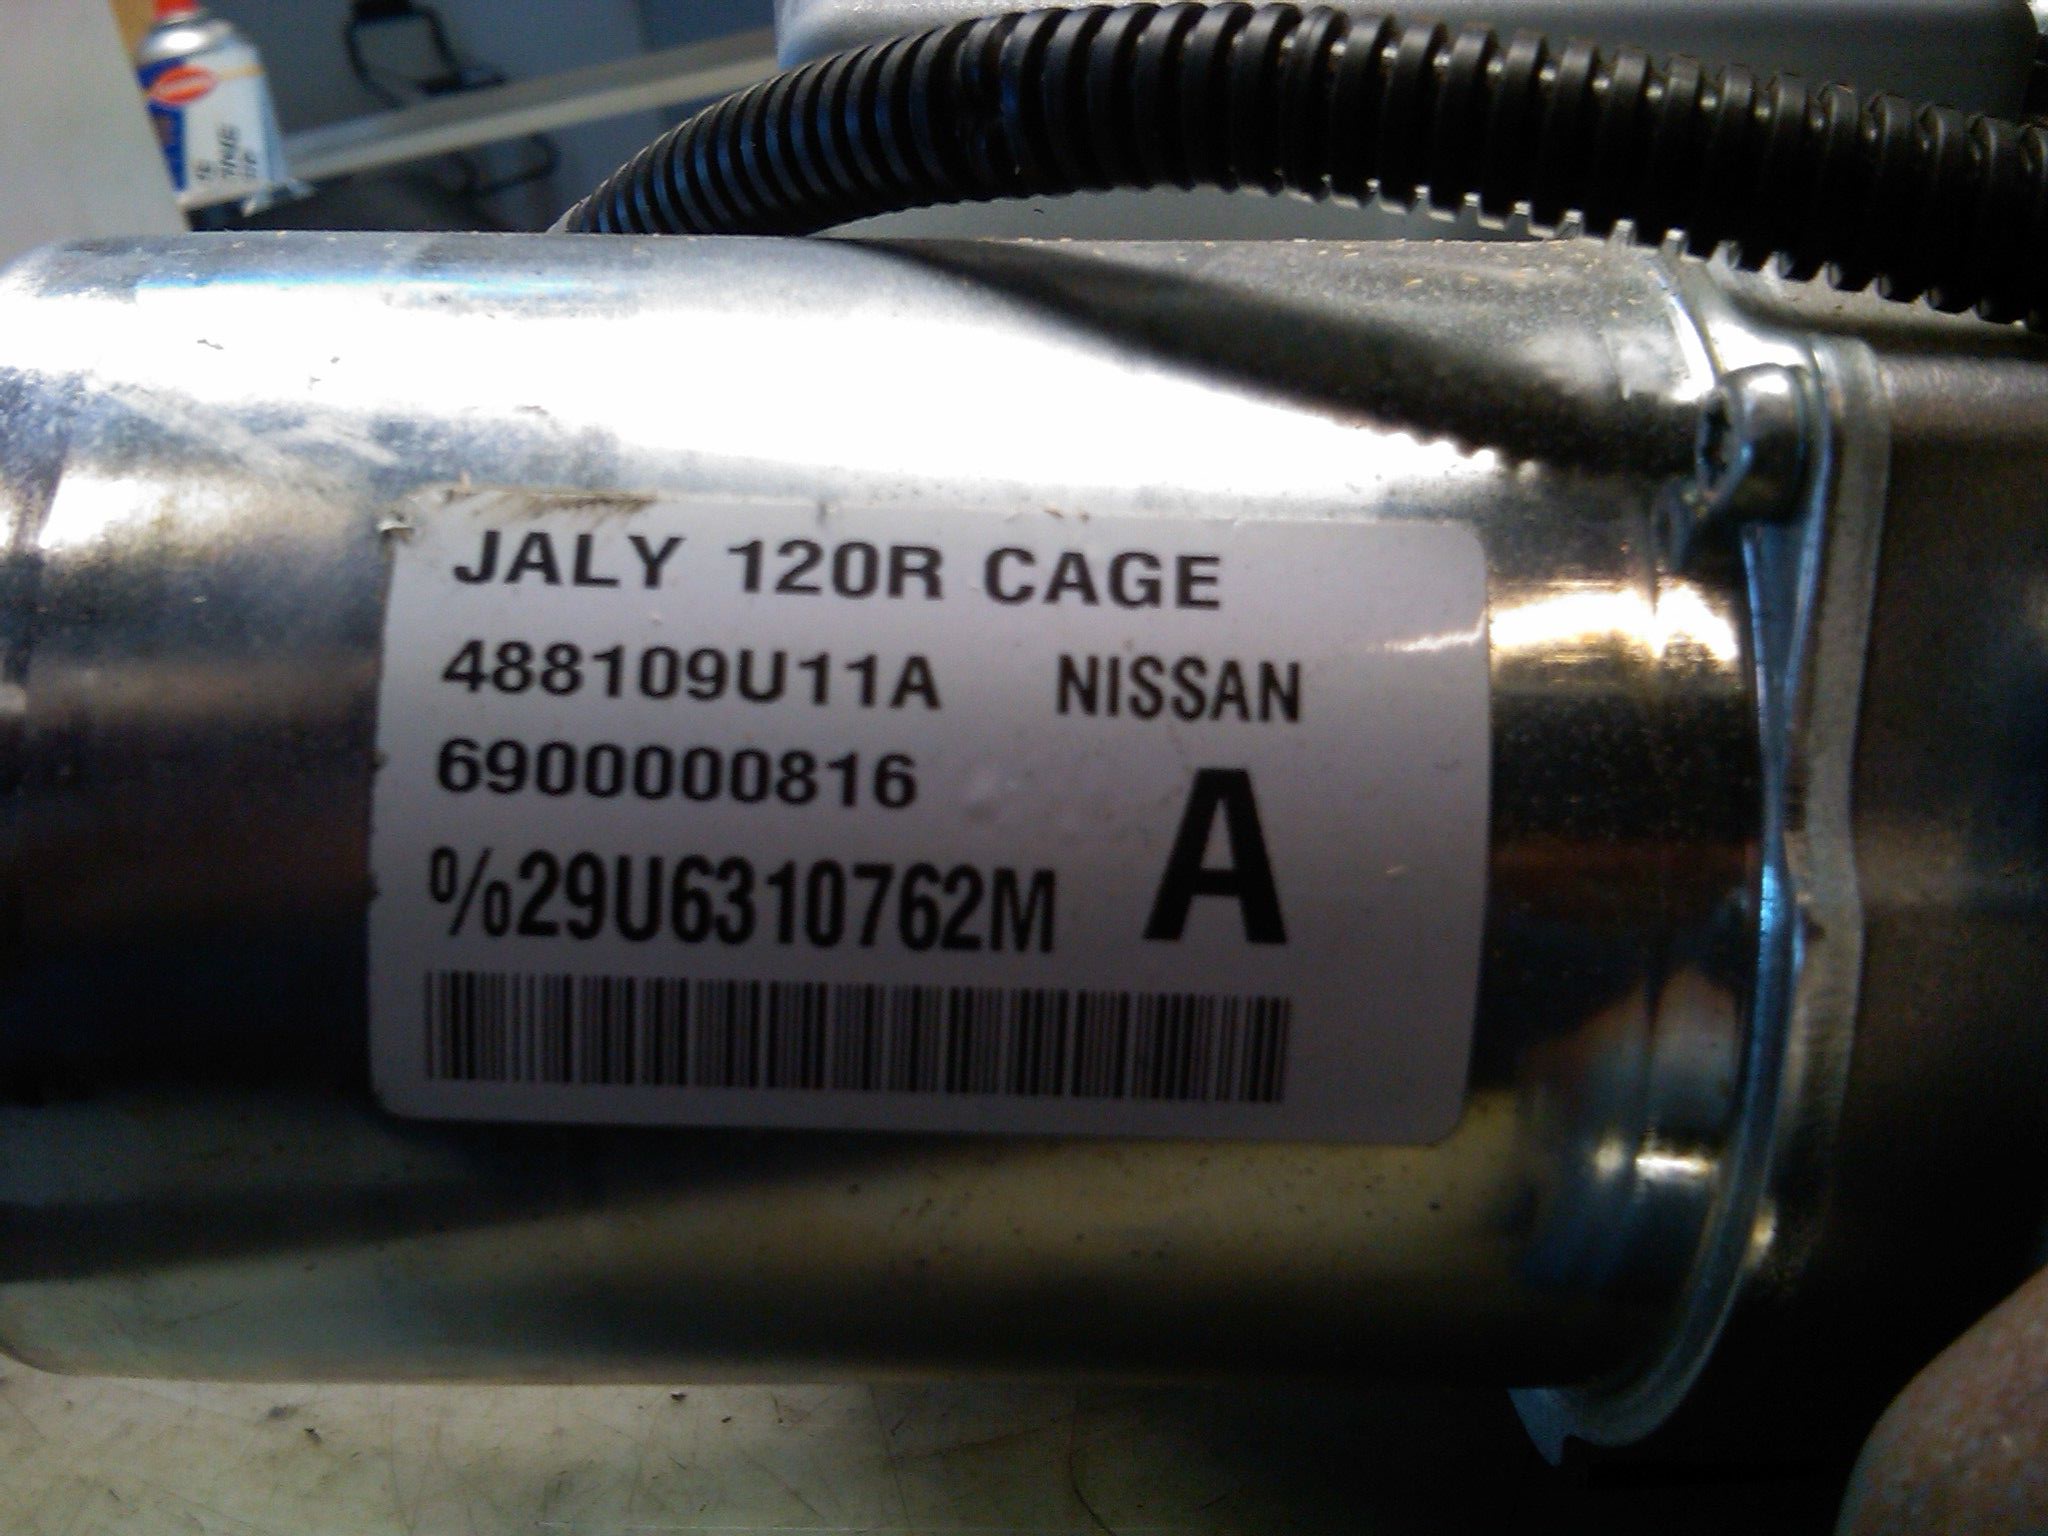 JALY 120R CAGE
488109U11A NISSAN
6900000816
%29U6310762M A